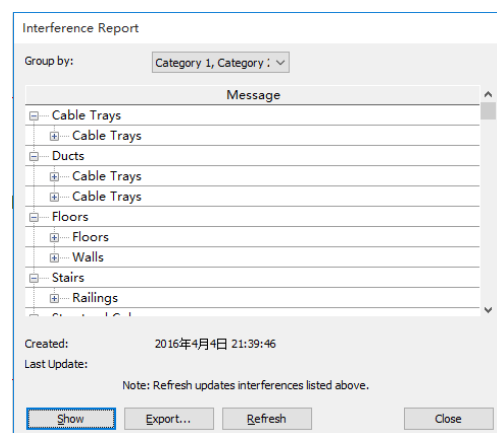 Interference Report
Group by: Category 1, Category 2
Message
Cable Trays
Cable Trays
Ducts
Cable Trays
Cable Trays
Floors
Floors
Walls
Stairs
Railings
Created: 2016年4月4日 21:39:46
Last Update:
Note: Refresh updates interferences listed above.
Show Export... Refresh Close